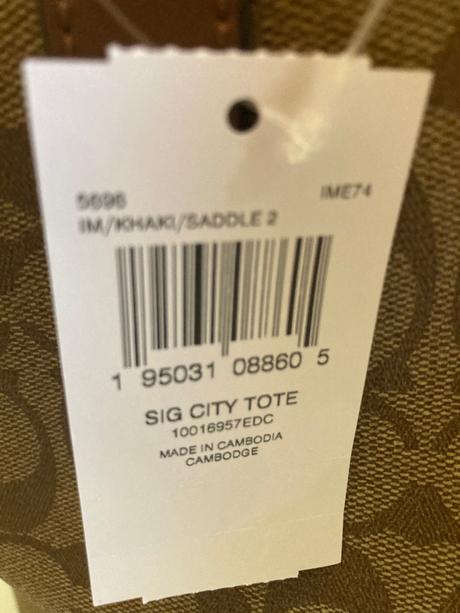 5696 IME74
IM/KHAKI/SADDLE 2
1 95031 08860 5
SIG CITY TOTE
10016957EDC
MADE IN CAMBODIA
CAMBODGE